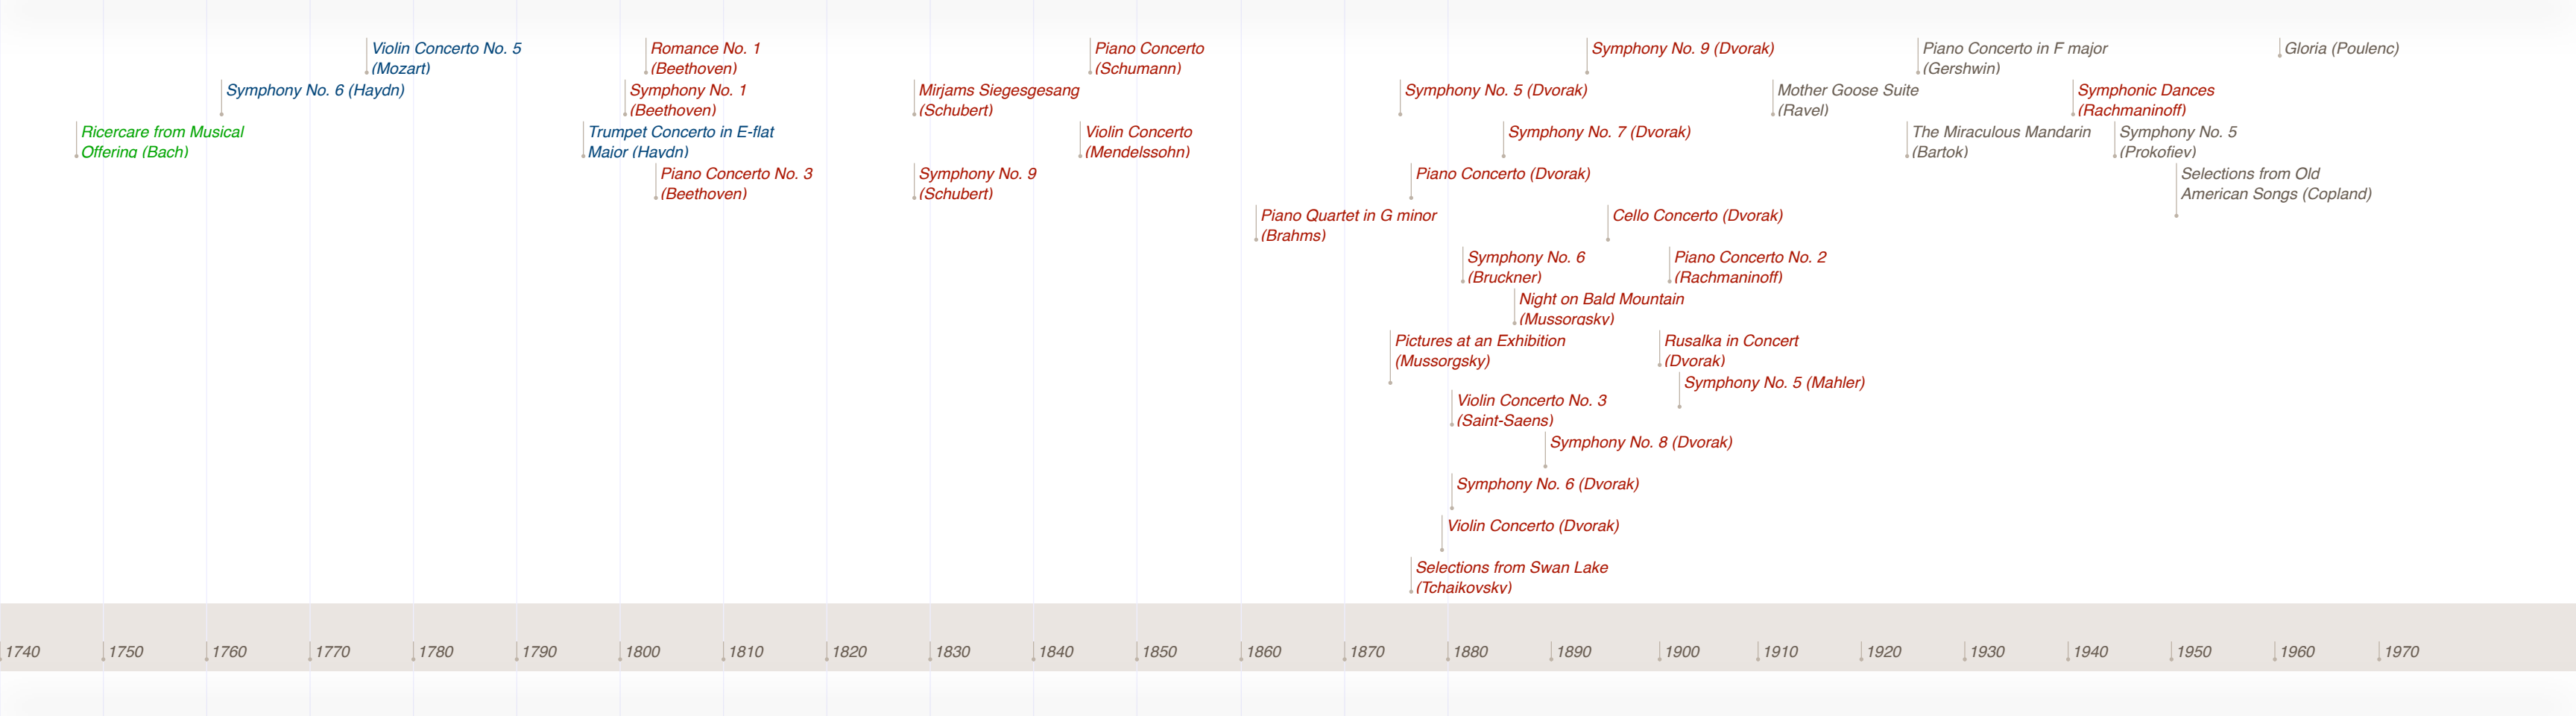 Violin Concerto No. 5
(Mozart)
Romance No. 1
(Beethoven)
Piano Concerto
(Schumann)
Symphony No. 9 (Dvorak)
Piano Concerto in F major
(Gershwin)
Gloria (Poulenc)
Symphony No. 6 (Haydn)
Symphony No. 1
(Beethoven)
Mirjams Siegesgesang
(Schubert)
Symphony No. 5 (Dvorak)
Mother Goose Suite
(Ravel)
Symphonic Dances
(Rachmaninoff)
Ricercare from Musical
Offering (Bach)
Trumpet Concerto in E-flat
Major (Haydn)
Violin Concerto
(Mendelssohn)
Symphony No. 7 (Dvorak)
The Miraculous Mandarin
(Bartok)
Symphony No. 5
(Prokofiev)
Piano Concerto No. 3
(Beethoven)
Symphony No. 9
(Schubert)
Piano Concerto (Dvorak)
Selections from Old
American Songs (Copland)
Piano Quartet in G minor
(Brahms)
Cello Concerto (Dvorak)
Symphony No. 6
(Bruckner)
Piano Concerto No. 2
(Rachmaninoff)
Night on Bald Mountain
(Mussorgsky)
Pictures at an Exhibition
(Mussorgsky)
Rusalka in Concert
(Dvorak)
Symphony No. 5 (Mahler)
Violin Concerto No. 3
(Saint-Saens)
Symphony No. 8 (Dvorak)
Symphony No. 6 (Dvorak)
Violin Concerto (Dvorak)
Selections from Swan Lake
(Tchaikovsky)
1740 1750 1760 1770 1780 1790 1800 1810 1820 1830 1840 1850 1860 1870 1880 1890 1900 1910 1920 1930 1940 1950 1960 1970